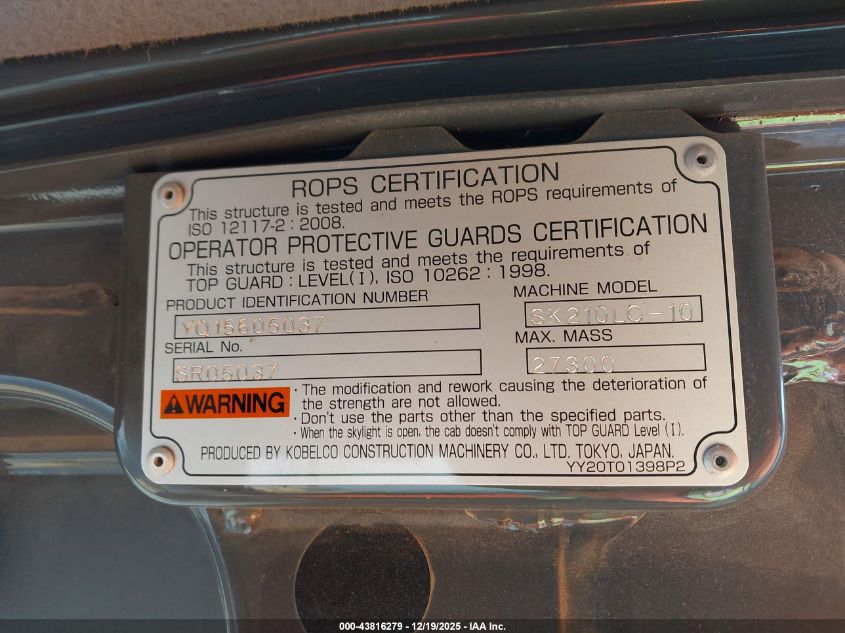 ROPS CERTIFICATION
This structure is tested and meets the ROPS requirements of
ISO 12117-2 : 2008.
OPERATOR PROTECTIVE GUARDS CERTIFICATION
This structure is tested and meets the requirements of
TOP GUARD : LEVEL(I), ISO 10262 : 1998.
PRODUCT IDENTIFICATION NUMBER
YQ15605037
MACHINE MODEL
SK210LC-10
SERIAL No.
SR05037
MAX. MASS
27300
WARNING
· The modification and rework causing the deterioration of
the strength are not allowed.
· Don't use the parts other than the specified parts.
· When the skylight is open, the cab doesn't comply with TOP GUARD Level (I).
PRODUCED BY KOBELCO CONSTRUCTION MACHINERY CO., LTD. TOKYO, JAPAN.
YY20T01398P2
000-43816279 - 12/19/2025 - IAA Inc.